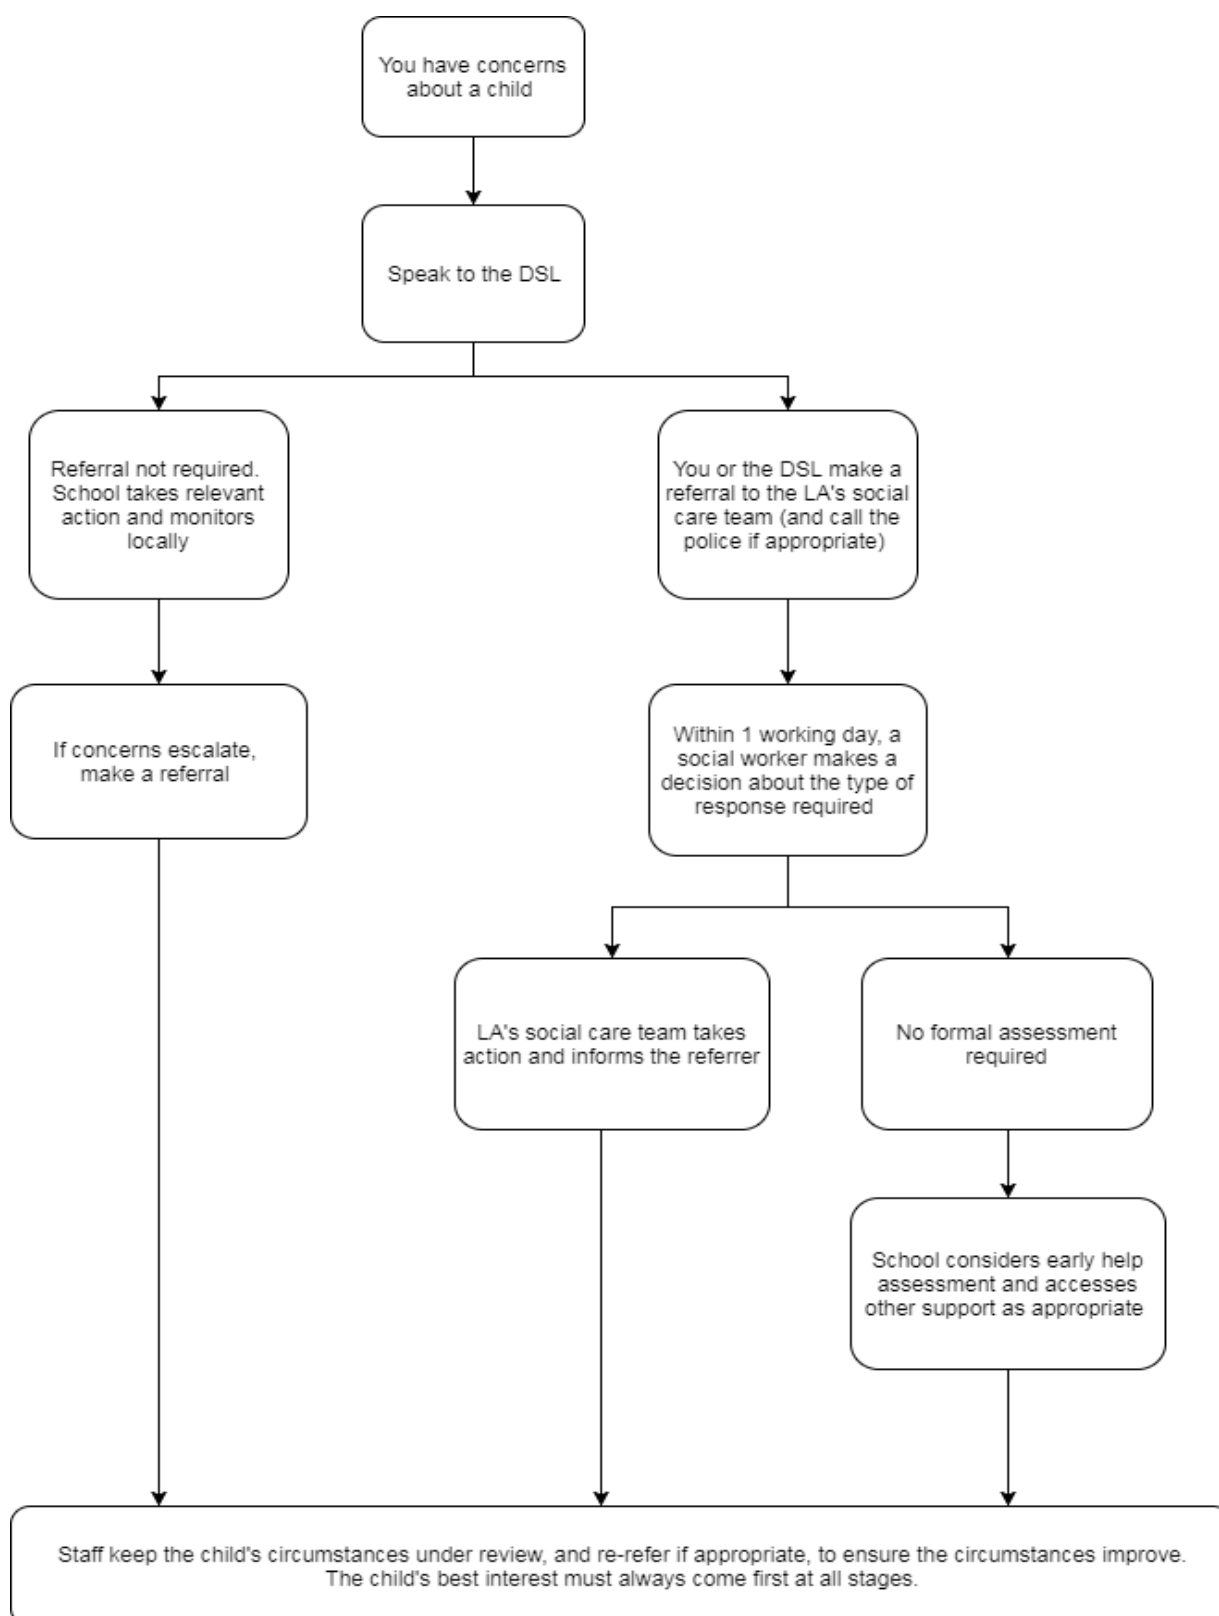 You have concerns
about a child
Speak to the DSL
Referral not required.
School takes relevant
action and monitors
locally
You or the DSL make a
referral to the LA's social
care team (and call the
police if appropriate)
If concerns escalate,
make a referral
Within 1 working day, a
social worker makes a
decision about the type of
response required
LA's social care team takes
action and informs the referrer
No formal assessment
required
School considers early help
assessment and accesses
other support as appropriate
Staff keep the child's circumstances under review, and re-refer if appropriate, to ensure the circumstances improve.
The child's best interest must always come first at all stages.